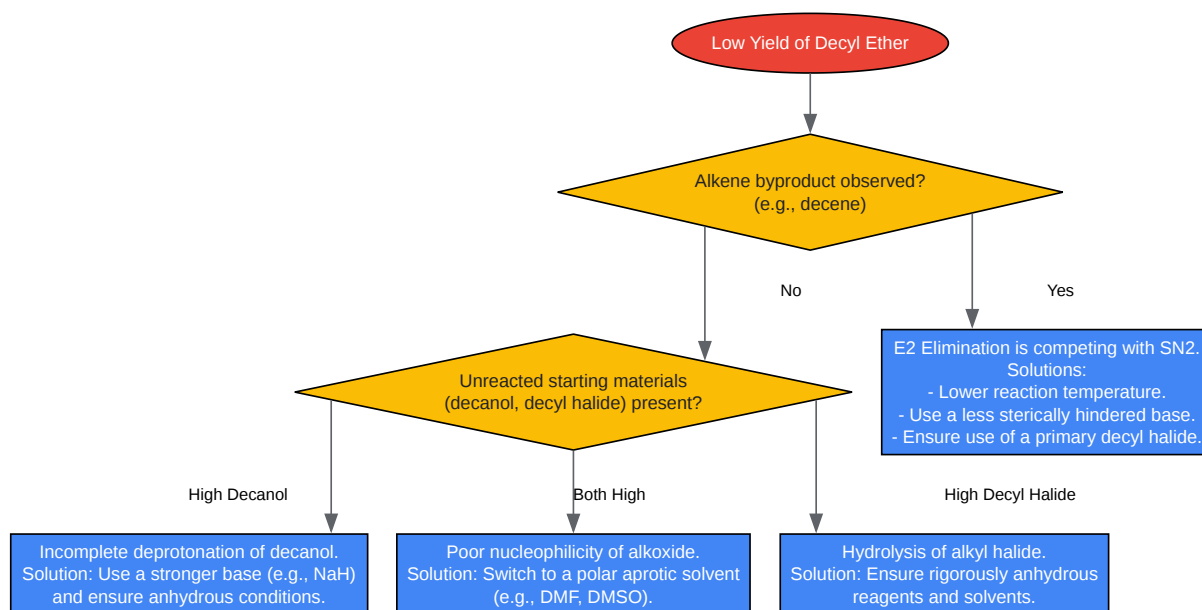 Low Yield of Decyl Ether
Alkene byproduct observed?
(e.g., decene)
No
Yes
E2 Elimination is competing with SN2.
Solutions:
- Lower reaction temperature.
- Use a less sterically hindered base.
- Ensure use of a primary decyl halide.
Unreacted starting materials
(decanol, decyl halide) present?
High Decanol
Both High
High Decyl Halide
Incomplete deprotonation of decanol.
Solution: Use a stronger base (e.g., NaH)
and ensure anhydrous conditions.
Poor nucleophilicity of alkoxide.
Solution: Switch to a polar aprotic solvent
(e.g., DMF, DMSO).
Hydrolysis of alkyl halide.
Solution: Ensure rigorously anhydrous
reagents and solvents.